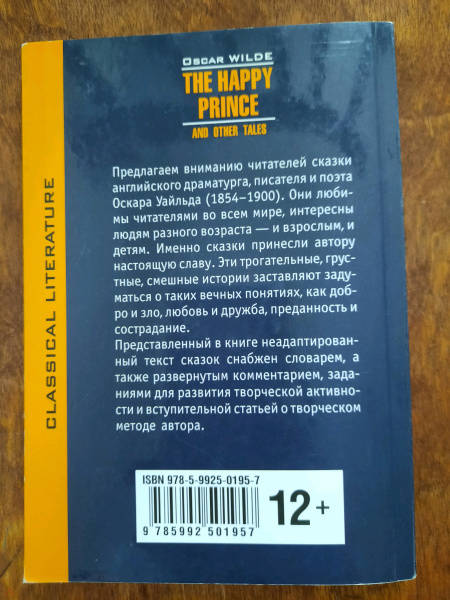 OSCAR WILDE
THE HAPPY
PRINCE
AND OTHER TALES
Предлагаем вниманию читателей сказки
английского драматурга, писателя и поэта
Оскара Уайльда (1854–1900). Они люби-
мы читателями во всем мире, интересны
людям разного возраста — и взрослым, и
детям. Именно сказки принесли автору
настоящую славу. Эти трогательные, грус-
тные, смешные истории заставляют заду-
маться о таких вечных понятиях, как доб-
ро и зло, любовь и дружба, преданность и
сострадание.
Представленный в книге неадаптирован-
ный текст сказок снабжен словарем, а
также развернутым комментарием, зада-
ниями для развития творческой активно-
сти и вступительной статьей о творческом
методе автора.
CLASSICAL LITERATURE
ISBN 978-5-9925-0195-7
9 785992 501957
12+